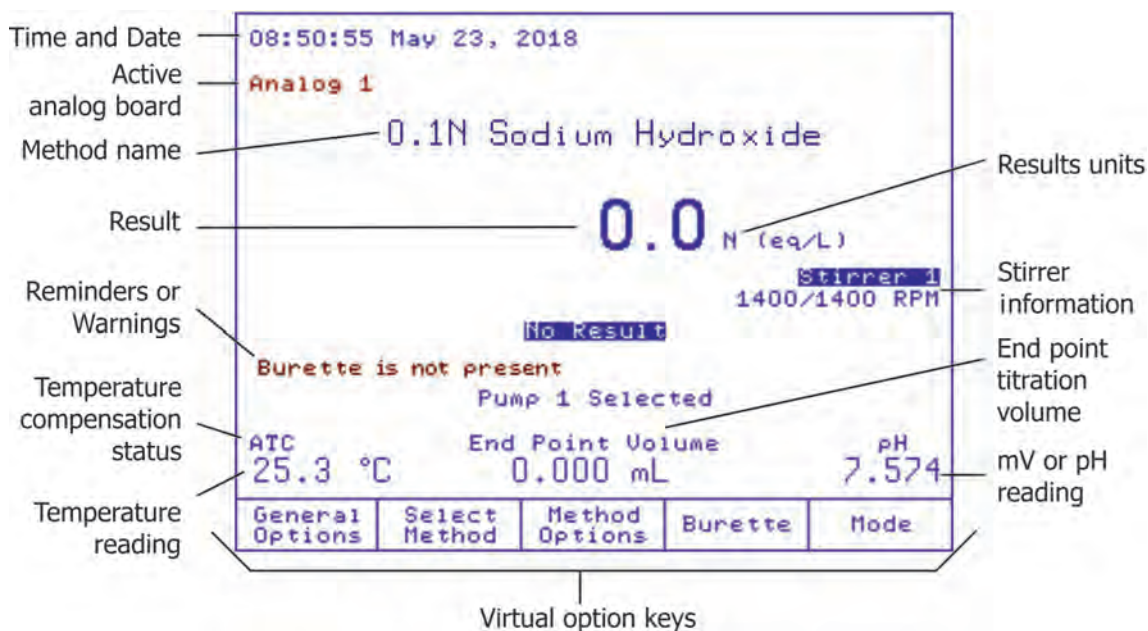 Time and Date
Active
analog board
Method name
Result
Reminders or
Warnings
Temperature
compensation
status
Temperature
reading
08:50:55 May 23, 2018
Analog 1
0.1N Sodium Hydroxide
0.0 N (eq/L)
Stirrer 1
1400/1400 RPM
No Result
Burette is not present
Pump 1 Selected
ATC
End Point Volume
pH
25.3 °C
0.000 mL
7.574
General
Options
Select
Method
Method
Options
Burette
Mode
Results units
Stirrer
information
End point
titration
volume
mV or pH
reading
Virtual option keys